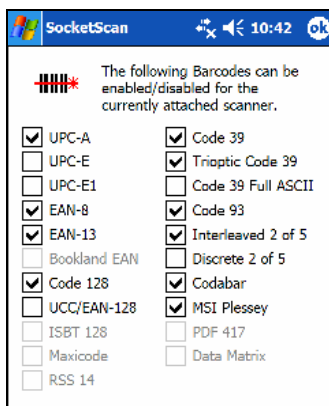 SocketScan 10:42 ok
The following Barcodes can be
enabled/disabled for the
currently attached scanner.
UPC-A
UPC-E
UPC-E1
EAN-8
EAN-13
Bookland EAN
Code 128
UCC/EAN-128
ISBT 128
Maxicode
RSS 14
Code 39
Trioptic Code 39
Code 39 Full ASCII
Code 93
Interleaved 2 of 5
Discrete 2 of 5
Codabar
MSI Plessey
PDF 417
Data Matrix